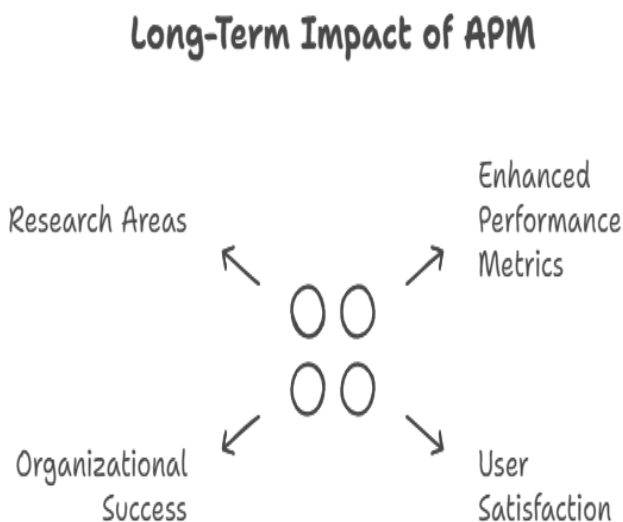 Long-Term Impact of APM
Research Areas
Enhanced
Performance
Metrics
Organizational
Success
User
Satisfaction